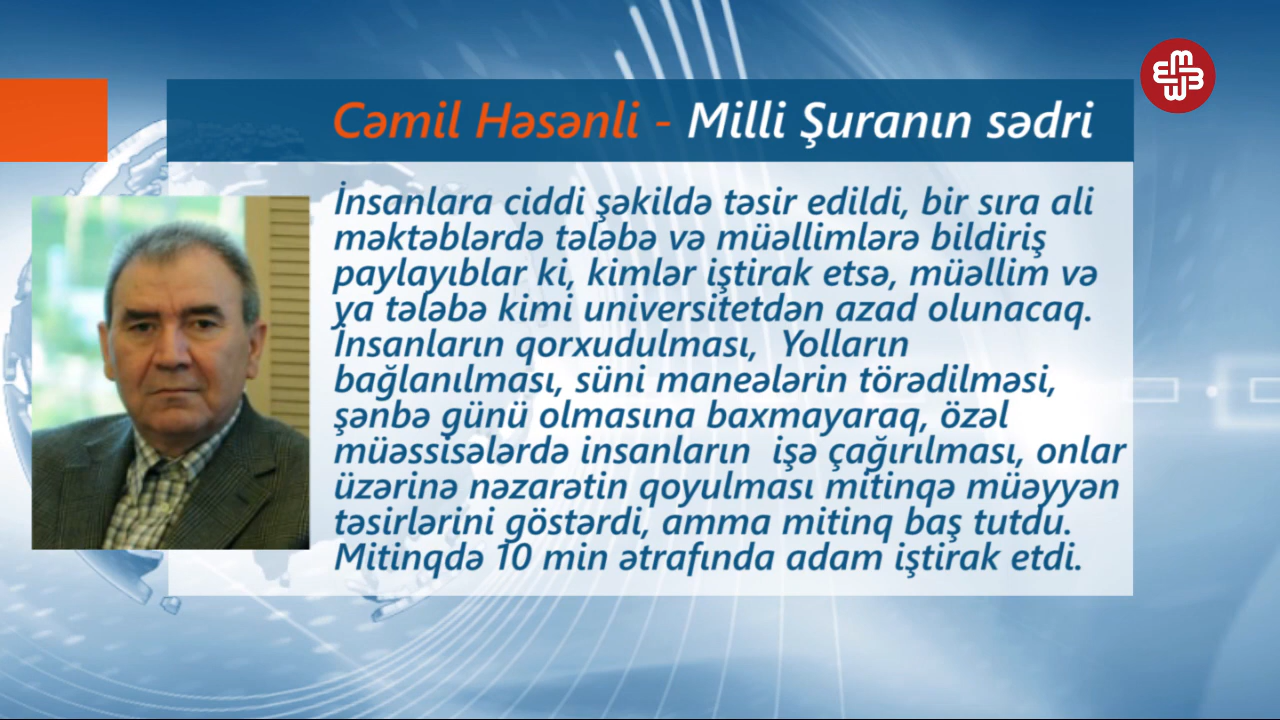 Cəmil Həsənli - Milli Şuranın sədri
İnsanlara ciddi şəkildə təsir edildi, bir sıra ali
məktəblərdə tələbə və müəllimlərə bildiriş
paylayıblar ki, kimlər iştirak etsə, müəllim və
ya tələbə kimi universitetdən azad olunacaq.
İnsanların qorxudulması,  Yolların
bağlanılması, süni maneələrin törədilməsi,
şənbə günü olmasına baxmayaraq, özəl
müəssisələrdə insanların  işə çağırılması, onlar
üzərinə nəzarətin qoyulması mitinqə müəyyən
təsirlərini göstərdi, amma mitinq baş tutdu.
Mitinqdə 10 min ətrafında adam iştirak etdi.